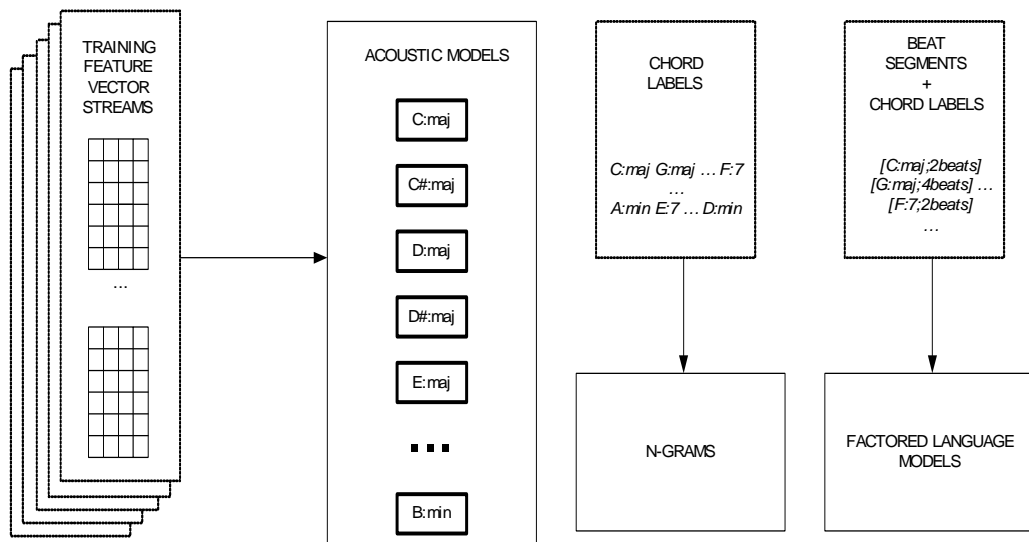 TRAINING
FEATURE
VECTOR
STREAMS
...
ACOUSTIC MODELS
C:maj
C#:maj
D:maj
D#:maj
E:maj
...
B:min
CHORD
LABELS
C:maj G:maj ... F:7
...
A:min E:7 ... D:min
N-GRAMS
BEAT
SEGMENTS
+
CHORD LABELS
[C:maj;2beats]
[G:maj;4beats] ...
[F:7;2beats]
...
FACTORED LANGUAGE
MODELS